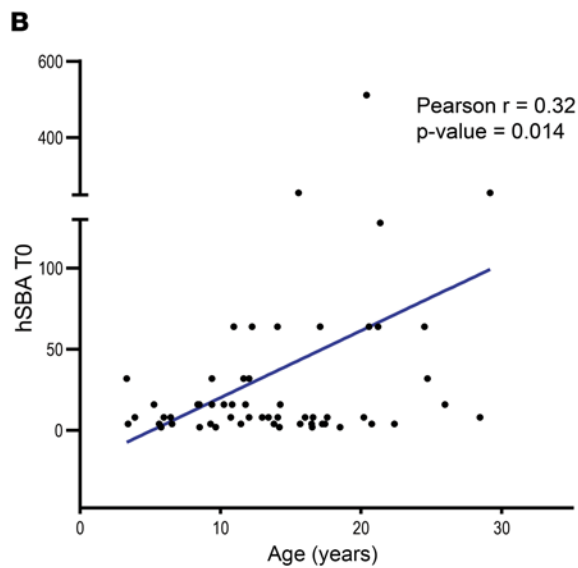 B
600
400
Pearson r = 0.32
p-value = 0.014
100
50
0
hSBA T0
0 10 20 30
Age (years)